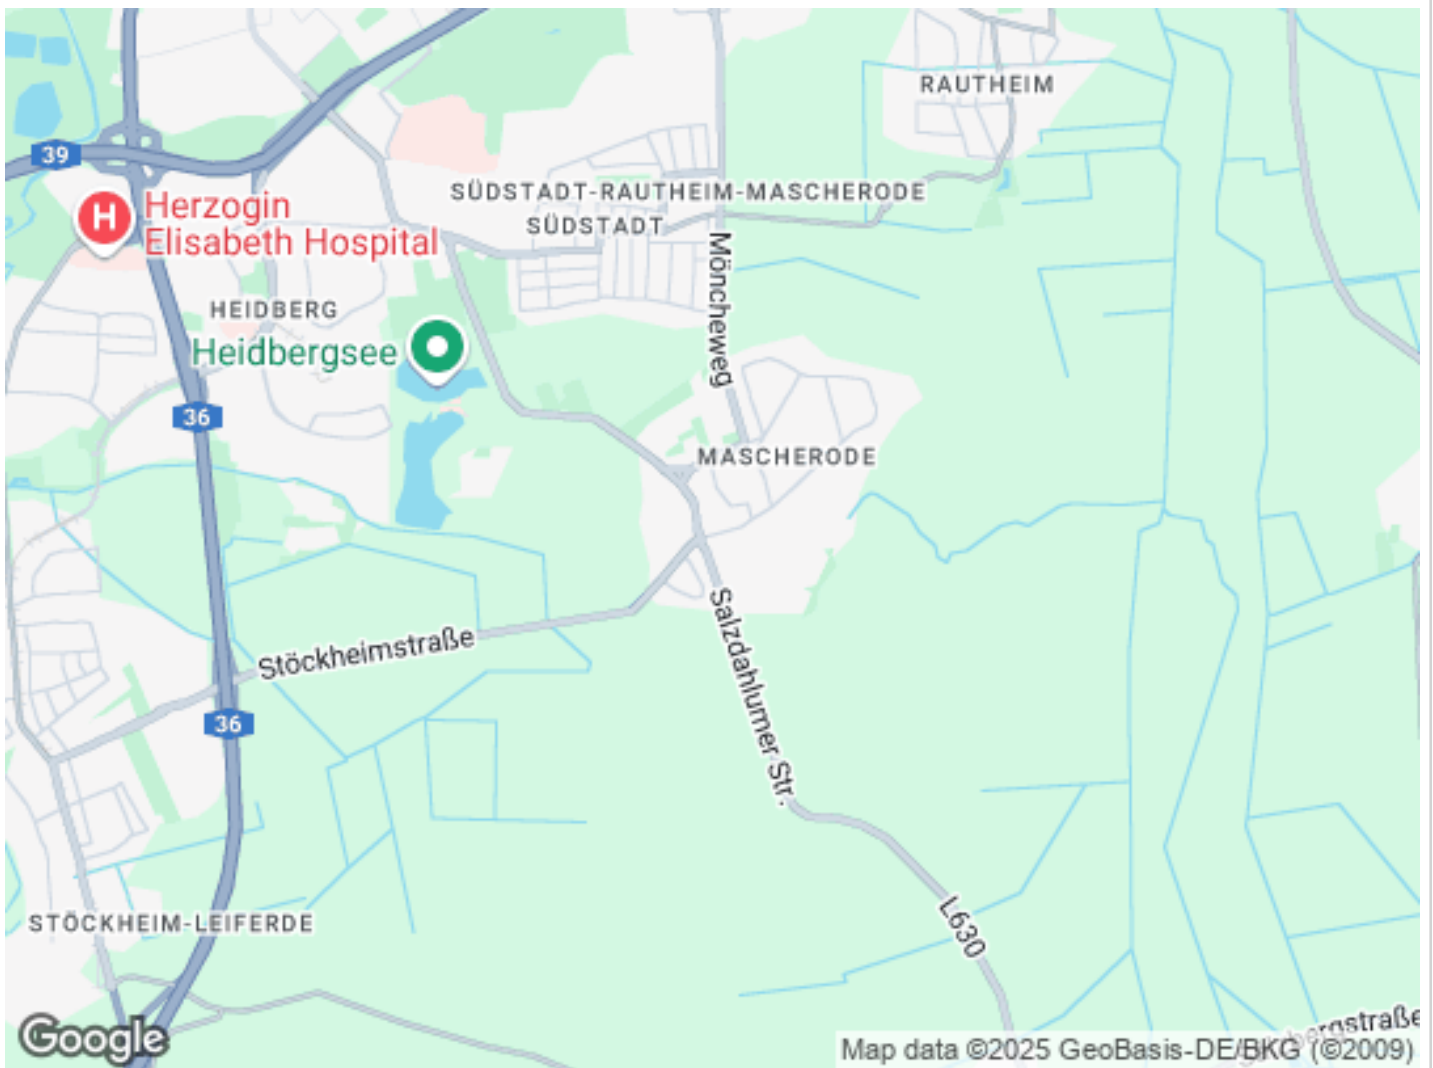 RAUTHEIM
39
SÜDSTADT-RAUTHEIM-MASCHERODE
Herzogin
Elisabeth Hospital
SÜDSTADT
Möncheweg
HEIDBERG
Heidbergsee
36
MASCHERODE
Stöckheimstraße
Salzdahlumer Str.
36
L630
STÖCKHEIM-LEIFERDE
Google
Map data ©2025 GeoBasis-DE/BKG (©2009)